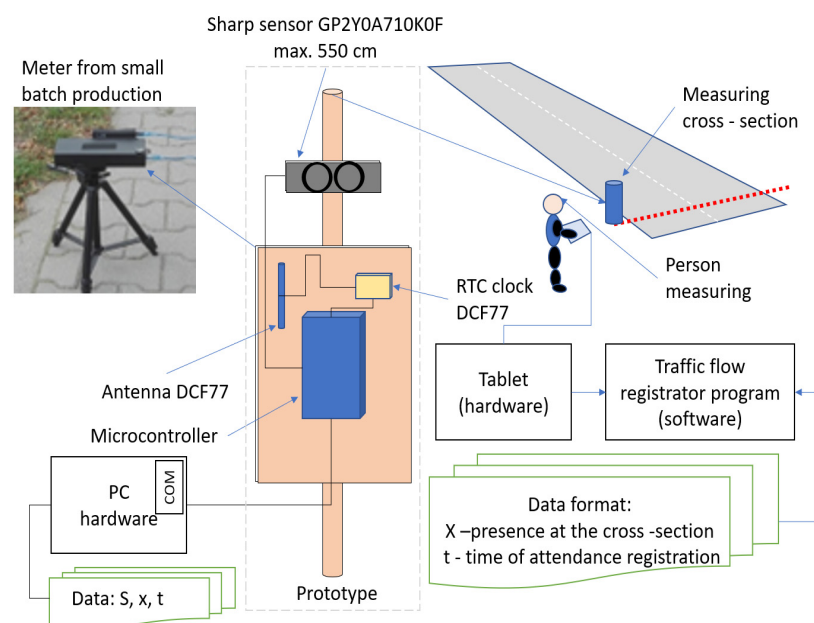 Sharp sensor GP2Y0A710K0F
max. 550 cm
Meter from small
batch production
Measuring
cross - section
Person
measuring
RTC clock
DCF77
Antenna DCF77
Microcontroller
Tablet
(hardware)
Traffic flow
registrator program
(software)
PC
hardware
COM
Data format:
X –presence at the cross -section
t - time of attendance registration
Data: S, x, t
Prototype